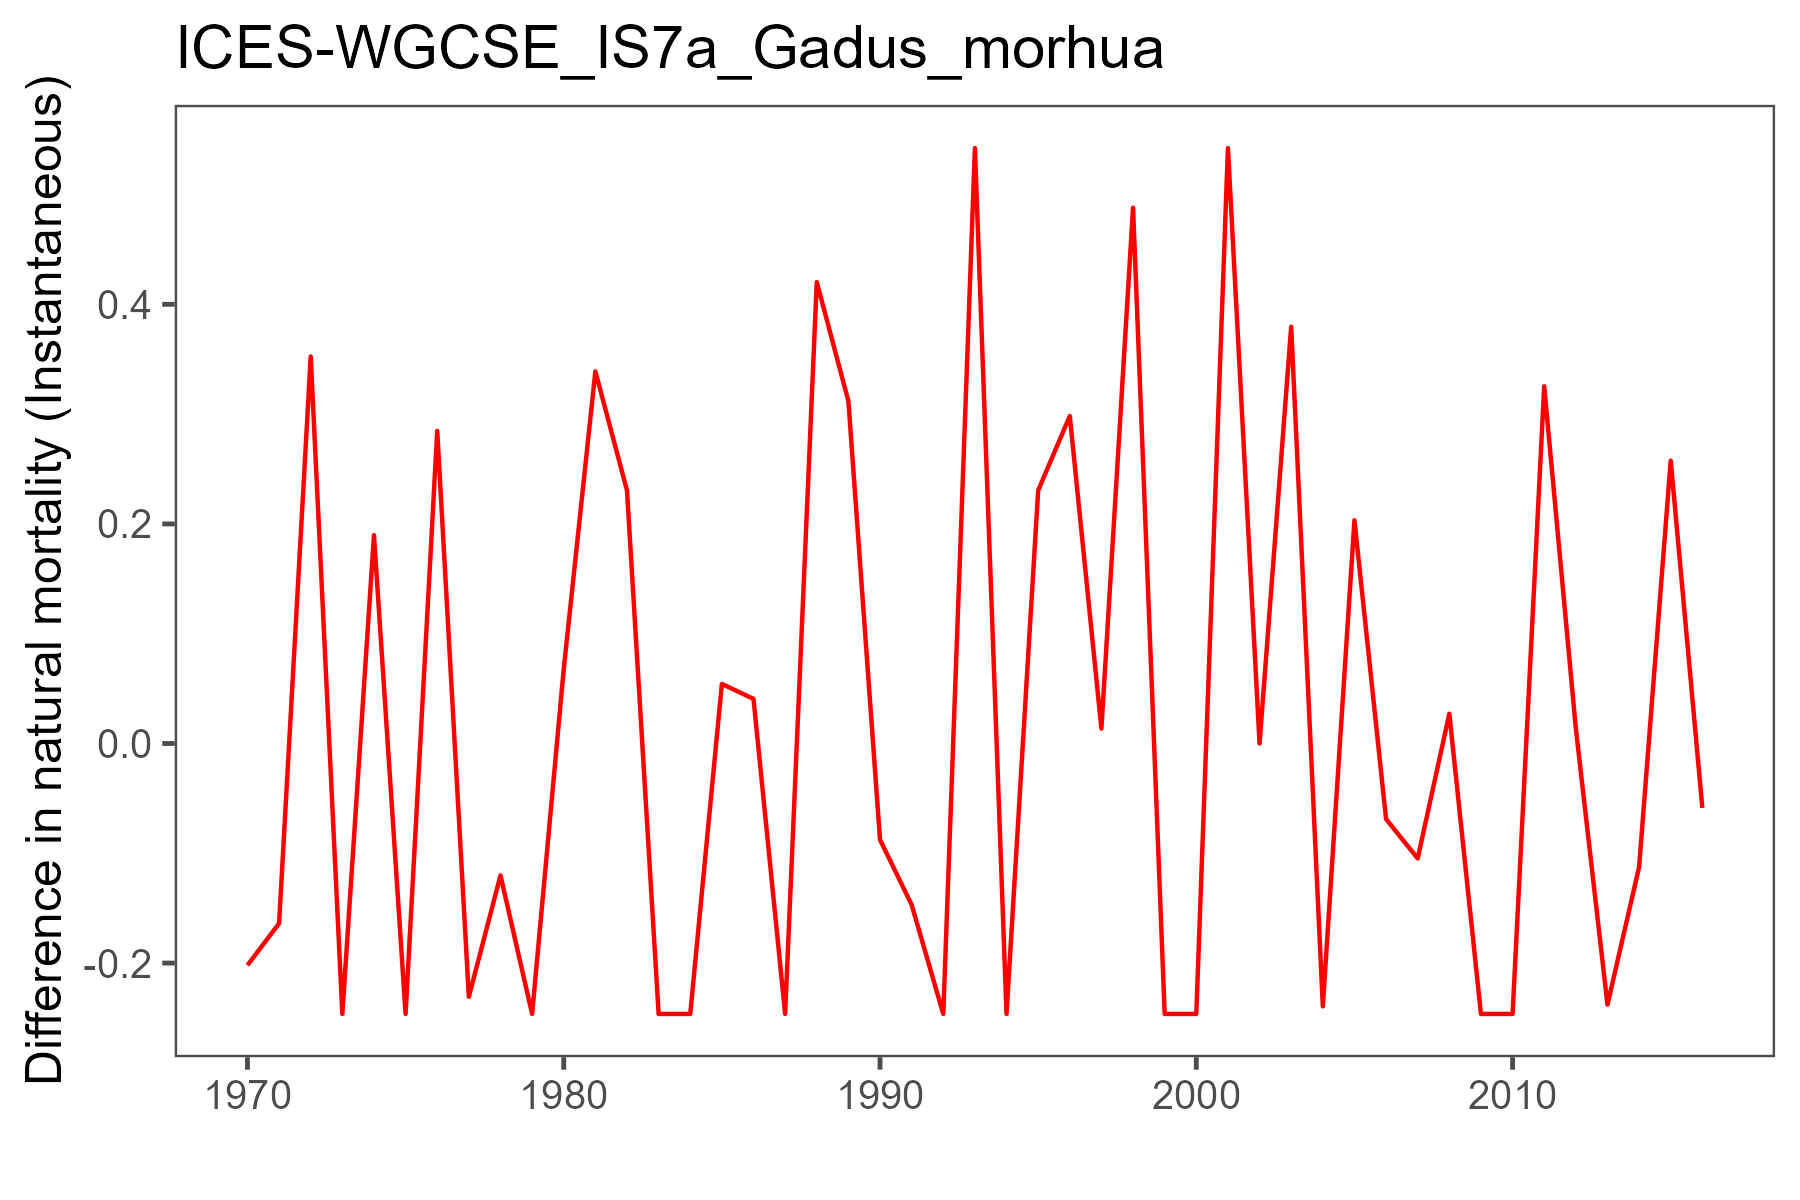 ICES-WGCSE_IS7a_Gadus_morhua
Difference in natural mortality (Instantaneous)
0.4
0.2
0.0
-0.2
1970 1980 1990 2000 2010